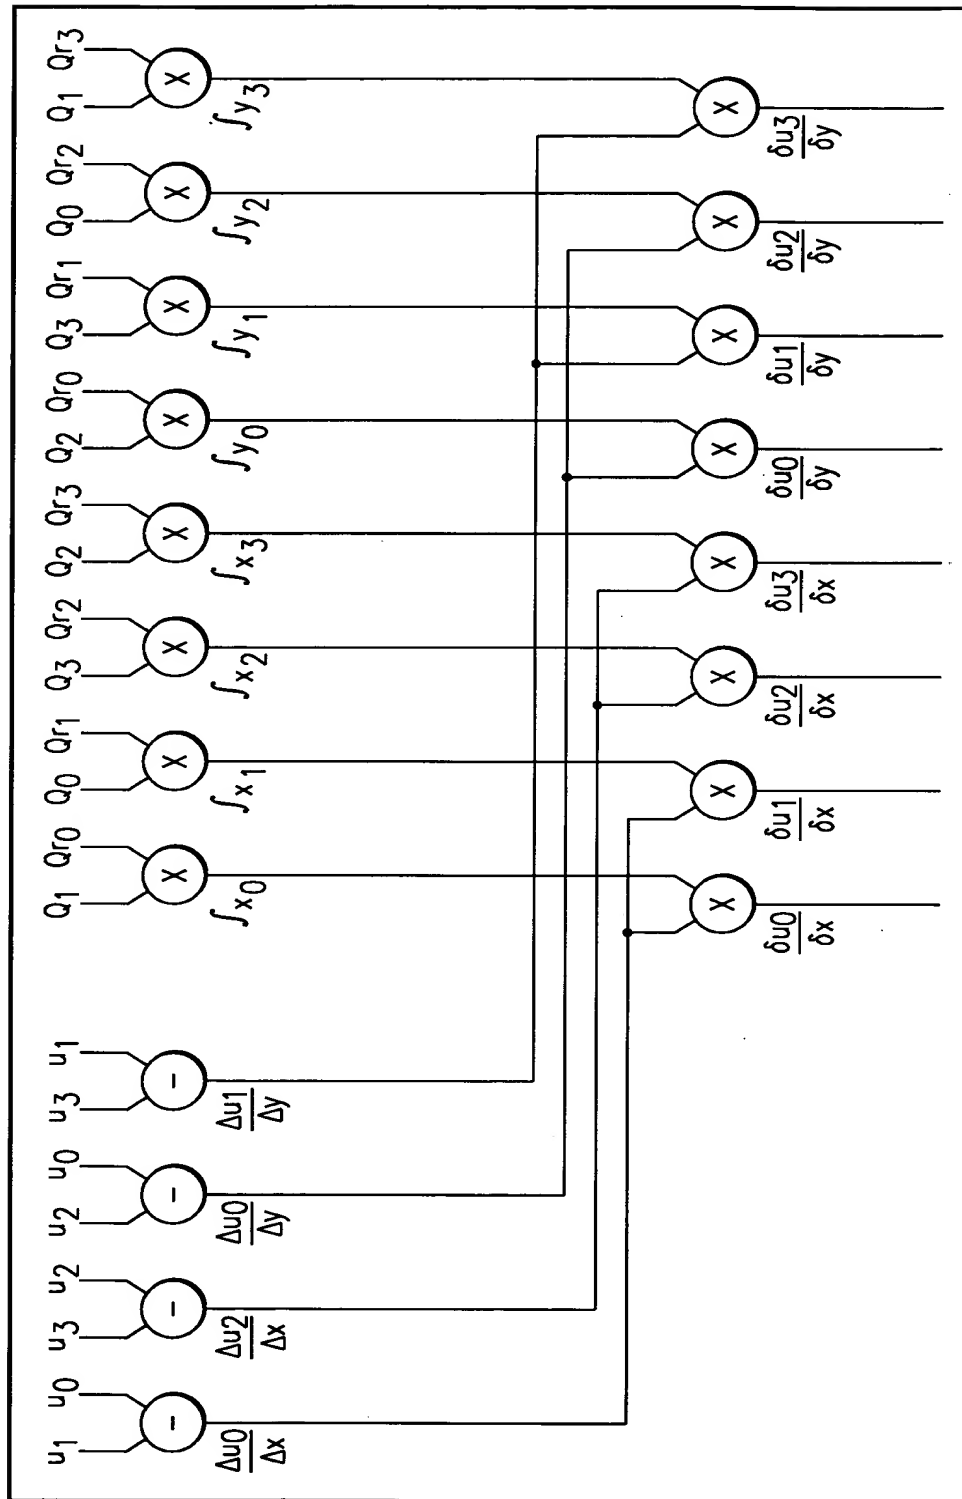 u1 u0 u3 u2 u2 u0 u3 u1 Q1 Qr0 Q0 Qr1 Q3 Qr2 Q2 Qr3 Q2 Qr0 Q3 Qr1 Q0 Qr2 Q1 Qr3
− − − − X X X X X X X X
Δu0 Δu2 Δu0 Δu1 ∫x0 ∫x1 ∫x2 ∫x3 ∫y0 ∫y1 ∫y2 ∫y3
Δx Δx Δy Δy
X X X X X X X X
δu0 δu1 δu2 δu3 δu0 δu1 δu2 δu3
δx δx δx δx δy δy δy δy